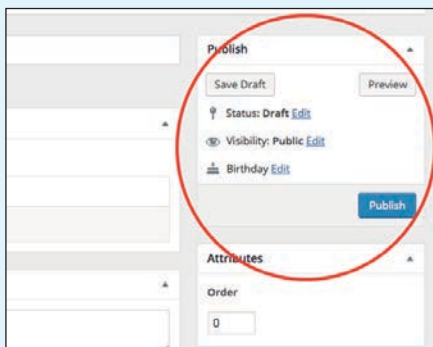 Publish
Save Draft Preview
Status: Draft Edit
Visibility: Public Edit
Birthday Edit
Publish
Attributes
Order
0